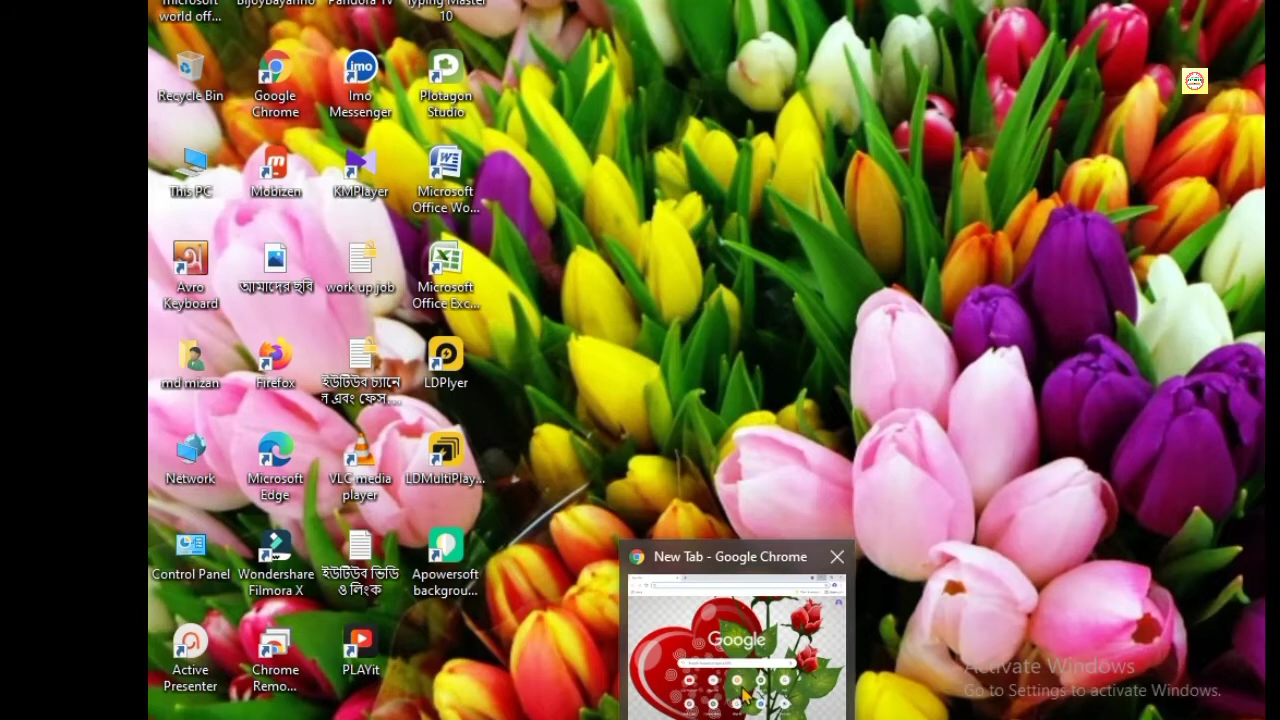 microsoft
world off...
Bijoybayanno
Pandora TV
Typing Master
10
Recycle Bin
Google
Chrome
imo
Imo
Messenger
Plotagon
Studio
This PC
Mobizen
KMPlayer
Microsoft
Office Wo...
Avro
Keyboard
আমাদের ছবি
work up job
Microsoft
Office Exc...
md mizan
Firefox
ইউটিউব চ্যানে
ল এবং ফেস....
LDPlyer
Network
Microsoft
Edge
VLC media
player
LDMultiPlay...
Control Panel
Wondershare
Filmora X
ইউটিউব ভিডি
ও লিংক
Apowersoft
backgrou...
Active
Presenter
Chrome
Remo...
PLAYit
New Tab - Google Chrome
Google
Activate Windows
Go to Settings to activate Windows.